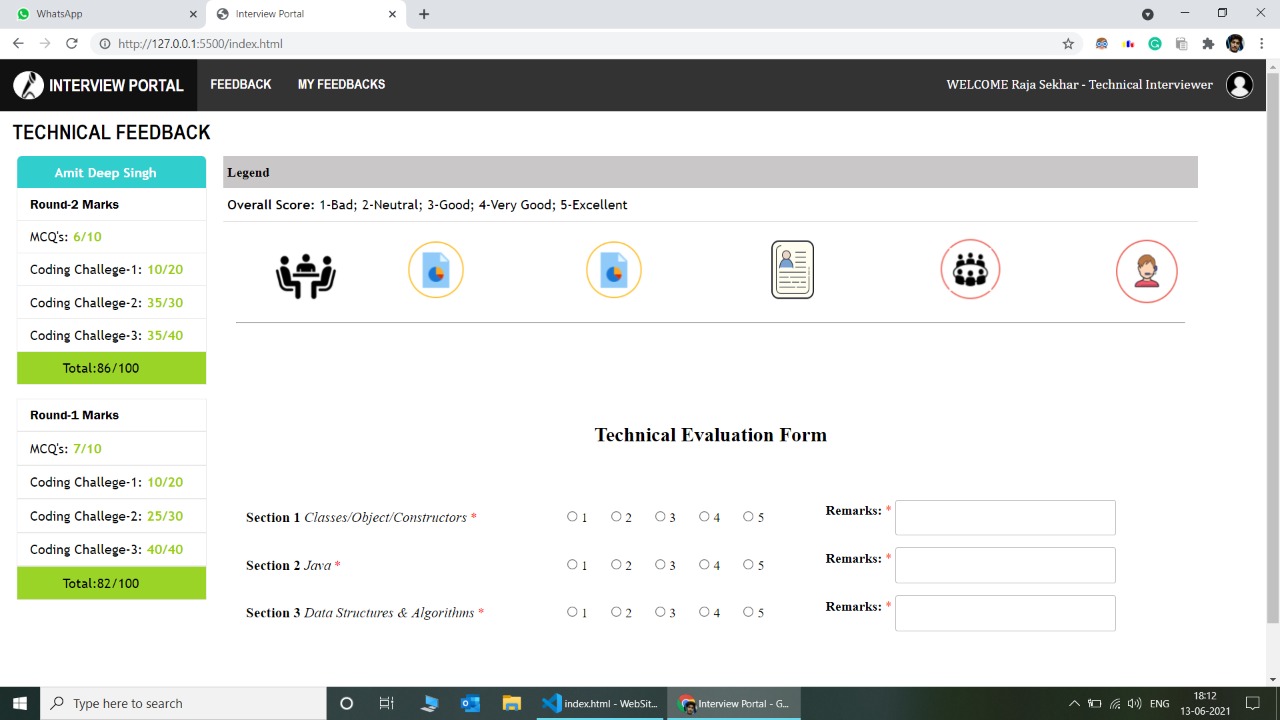 WhatsApp
Interview Portal
http://127.0.0.1:5500/index.html
INTERVIEW PORTAL
FEEDBACK
MY FEEDBACKS
WELCOME Raja Sekhar - Technical Interviewer
TECHNICAL FEEDBACK
Amit Deep Singh
Round-2 Marks
MCQ's: 6/10
Coding Challege-1: 10/20
Coding Challege-2: 35/30
Coding Challege-3: 35/40
Total:86/100
Round-1 Marks
MCQ's: 7/10
Coding Challege-1: 10/20
Coding Challege-2: 25/30
Coding Challege-3: 40/40
Total:82/100
Legend
Overall Score: 1-Bad; 2-Neutral; 3-Good; 4-Very Good; 5-Excellent
Technical Evaluation Form
Section 1 Classes/Object/Constructors * 1 2 3 4 5 Remarks: *
Section 2 Java * 1 2 3 4 5 Remarks: *
Section 3 Data Structures & Algorithms * 1 2 3 4 5 Remarks: *
Type here to search
index.html - WebSit...
Interview Portal - G...
ENG
18:12
13-06-2021